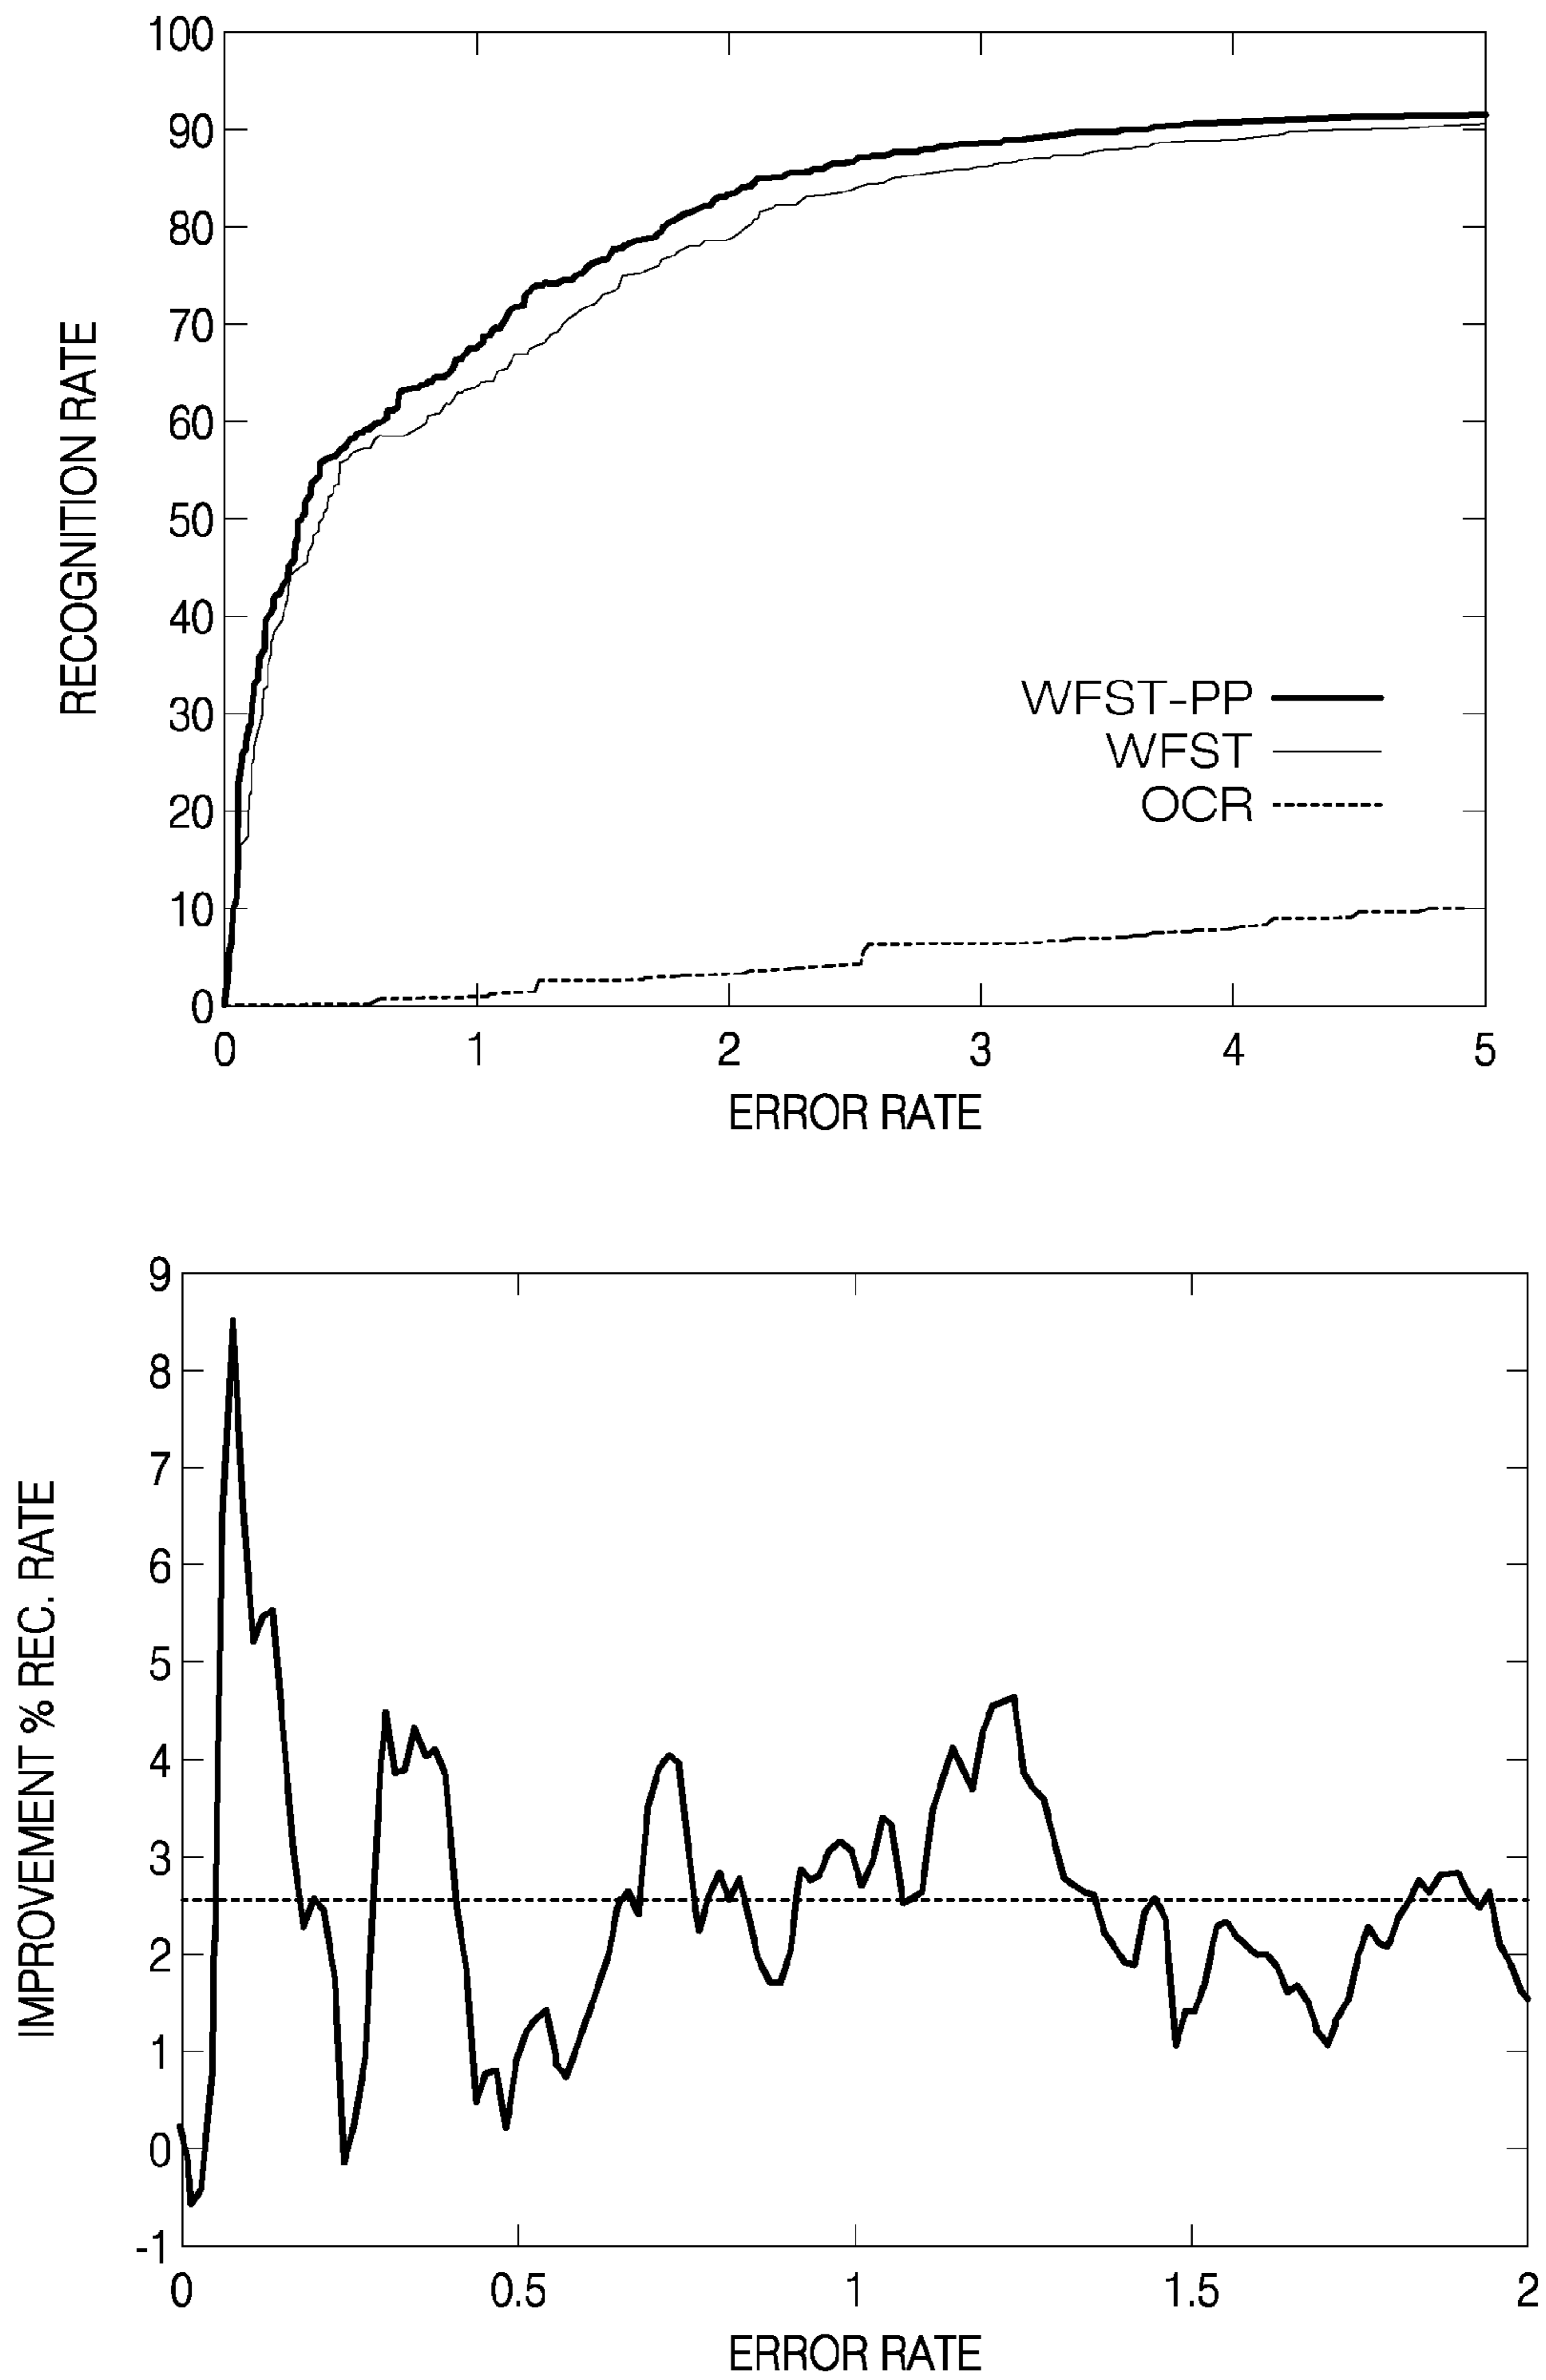 100
90
80
70
60
50
40
30
20
10
0
RECOGNITION RATE
WFST-PP
WFST
OCR
0 1 2 3 4 5
ERROR RATE
9
8
7
6
5
4
3
2
1
0
-1
IMPROVEMENT % REC. RATE
0 0.5 1 1.5 2
ERROR RATE